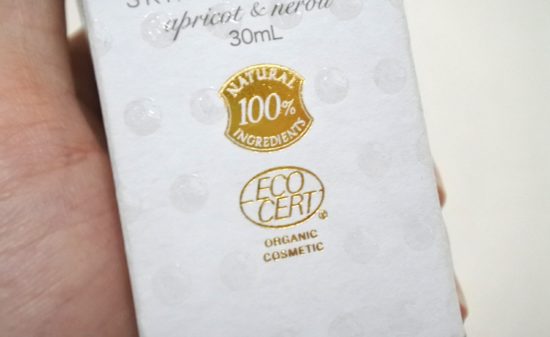 apricot & neroli
30mL
NATURAL
100%
INGREDIENTS
ECO
CERT
ORGANIC
COSMETIC